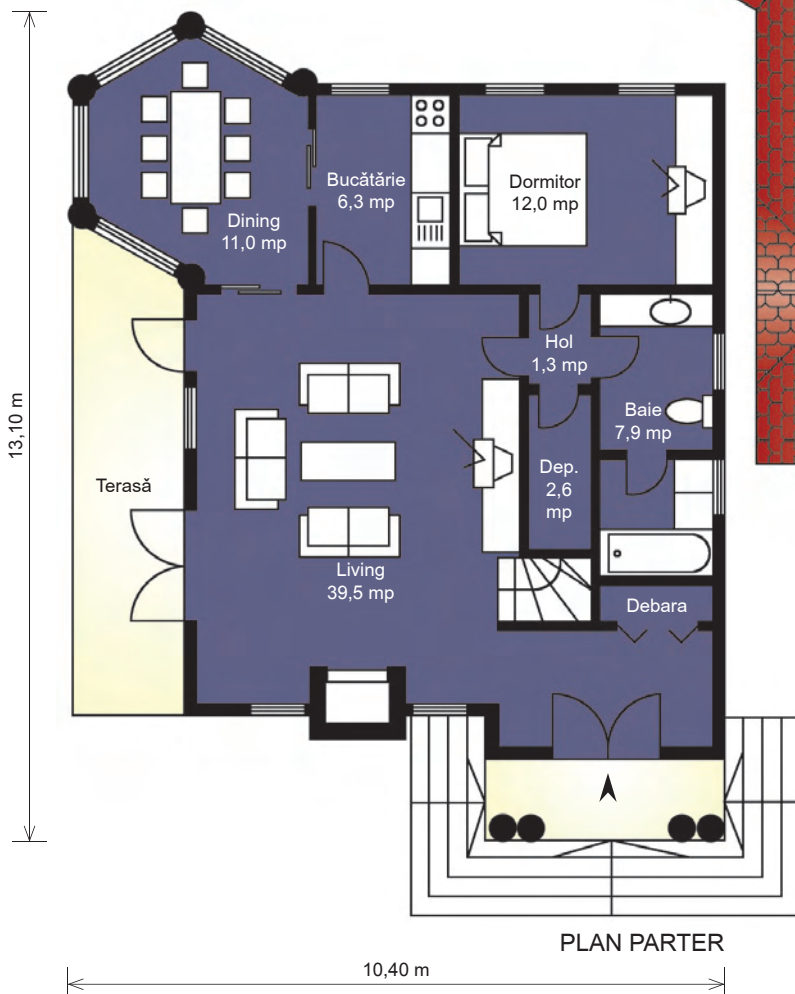 Bucătărie
6,3 mp
Dormitor
12,0 mp
Dining
11,0 mp
Hol
1,3 mp
Baie
7,9 mp
13,10 m
Terasă
Dep.
2,6
mp
Living
39,5 mp
Debara
PLAN PARTER
10,40 m